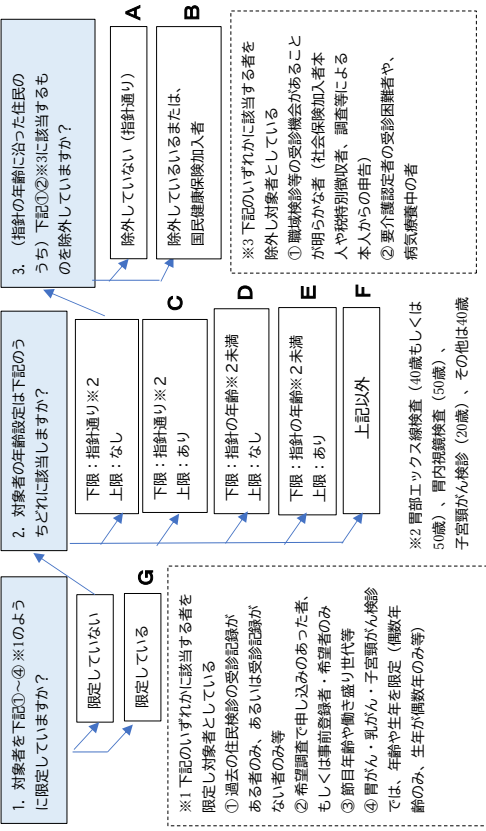 1. 対象者を下記①～④※1のよう
に限定していますか？
限定していない
限定している
G
※1 下記のいずれかに該当する者を
限定し対象者としている
① 過去の住民検診の受診記録が
ある者のみ、あるいは受診記録が
ない者のみ等
② 希望調査で申し込みのあった者、
もしくは事前登録者・希望者のみ
③ 節目年齢や働き盛り世代等
④ 胃がん・乳がん・子宮頸がん検診
では、年齢や生年を限定（偶数年
齢のみ、生年が偶数年のみ等）
2. 対象者の年齢設定は下記のう
ちどれに該当しますか？
下限：指針通り※２
上限：なし
下限：指針通り※２
上限：あり
C
下限：指針の年齢※２未満
上限：なし
D
下限：指針の年齢※２未満
上限：あり
E
上記以外
F
※2 胃部エックス線検査（40歳もしくは
50歳）、胃内視鏡検査（50歳）、
子宮頸がん検診（20歳）、その他は40歳
3. （指針の年齢に沿った住民の
うち）下記①②※3に該当するも
のを除外していますか？
除外していない（指針通り）
A
除外しているいるまたは、
国民健康保険加入者
B
※3 下記のいずれかに該当する者を
除外し対象者としている
① 職域検診等の受診機会があること
が明らかな者（社会保険加入者本
人や税特別徴収者、調査等による
本人からの申告）
② 要介護認定者の受診困難者や、
病気療養中の者